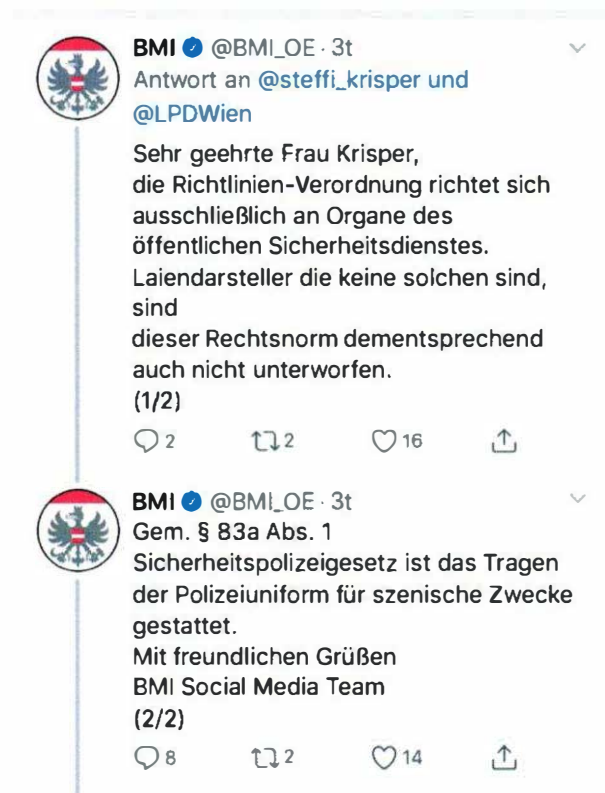 BMI @BMI_OE · 3t
Antwort an @steffi_krisper und
@LPDWien
Sehr geehrte Frau Krisper,
die Richtlinien-Verordnung richtet sich
ausschließlich an Organe des
öffentlichen Sicherheitsdienstes.
Laiendarsteller die keine solchen sind,
sind
dieser Rechtsnorm dementsprechend
auch nicht unterworfen.
(1/2)
2 2 16
BMI @BMI_OE · 3t
Gem. § 83a Abs. 1
Sicherheitspolizeigesetz ist das Tragen
der Polizeiuniform für szenische Zwecke
gestattet.
Mit freundlichen Grüßen
BMI Social Media Team
(2/2)
8 2 14